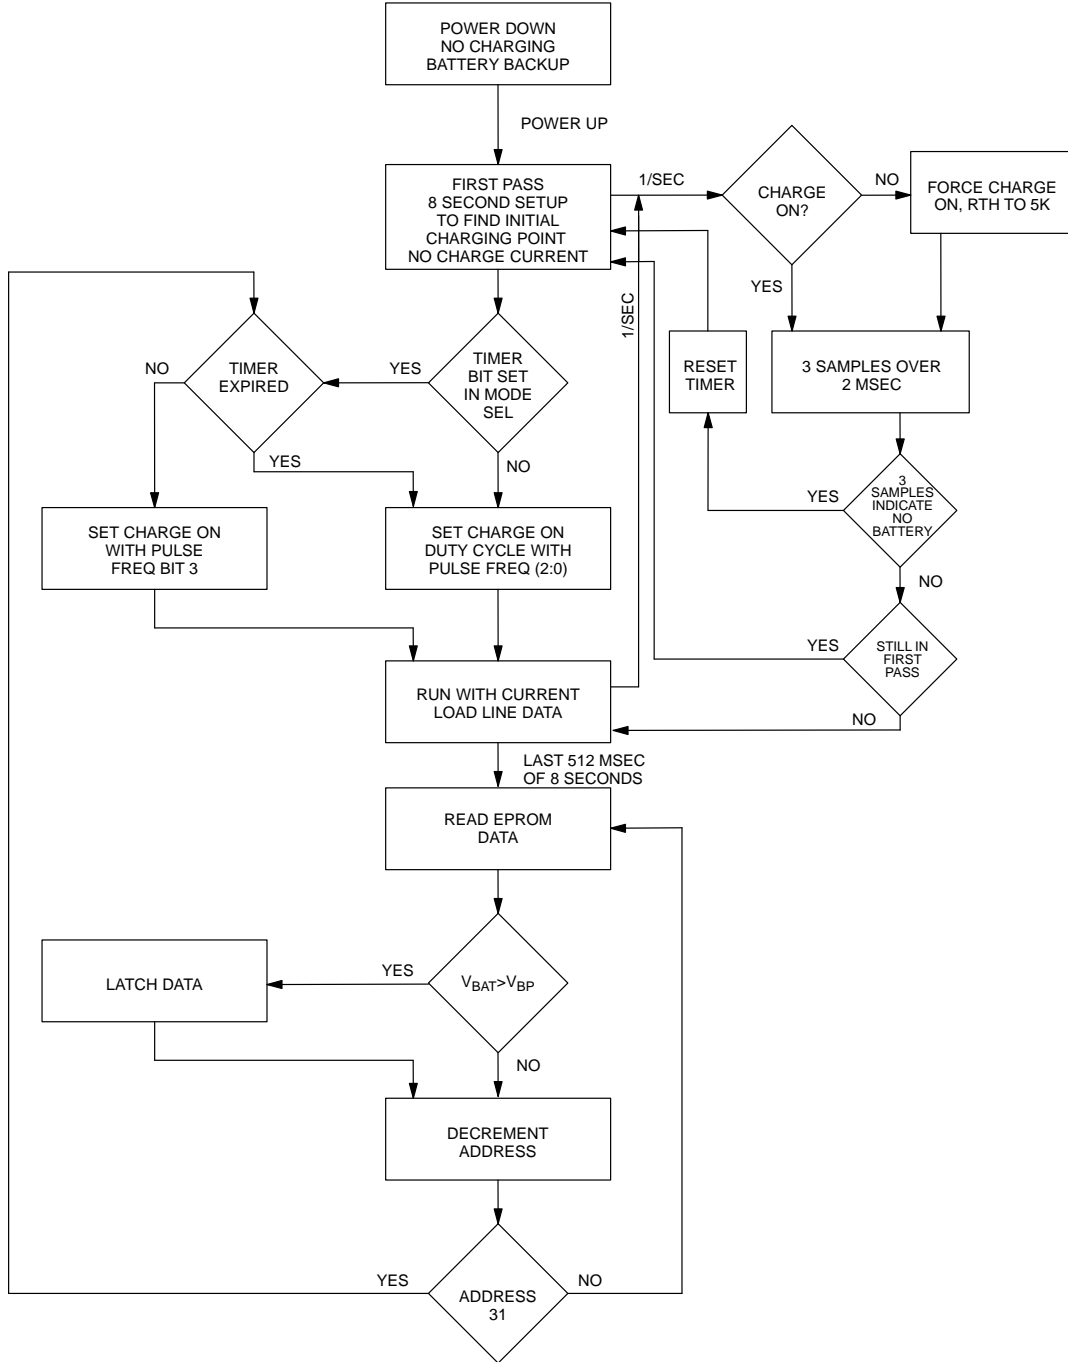 POWER DOWN
NO CHARGING
BATTERY BACKUP
POWER UP
FIRST PASS
8 SECOND SETUP
TO FIND INITIAL
CHARGING POINT
NO CHARGE CURRENT
1/SEC
CHARGE
ON?
NO
FORCE CHARGE
ON, RTH TO 5K
YES
1/SEC
TIMER
EXPIRED
NO
YES
TIMER
BIT SET
IN MODE
SEL
YES
NO
RESET
TIMER
3 SAMPLES OVER
2 MSEC
3
SAMPLES
INDICATE
NO
BATTERY
YES
NO
SET CHARGE ON
WITH PULSE
FREQ BIT 3
SET CHARGE ON
DUTY CYCLE WITH
PULSE FREQ (2:0)
YES
STILL IN
FIRST
PASS
NO
RUN WITH CURRENT
LOAD LINE DATA
LAST 512 MSEC
OF 8 SECONDS
READ EPROM
DATA
LATCH DATA
YES
VBAT>VBP
NO
DECREMENT
ADDRESS
YES
ADDRESS
31
NO